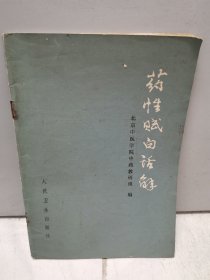 药性赋白话解
北京中医学院中药教研组 编
人民卫生出版社